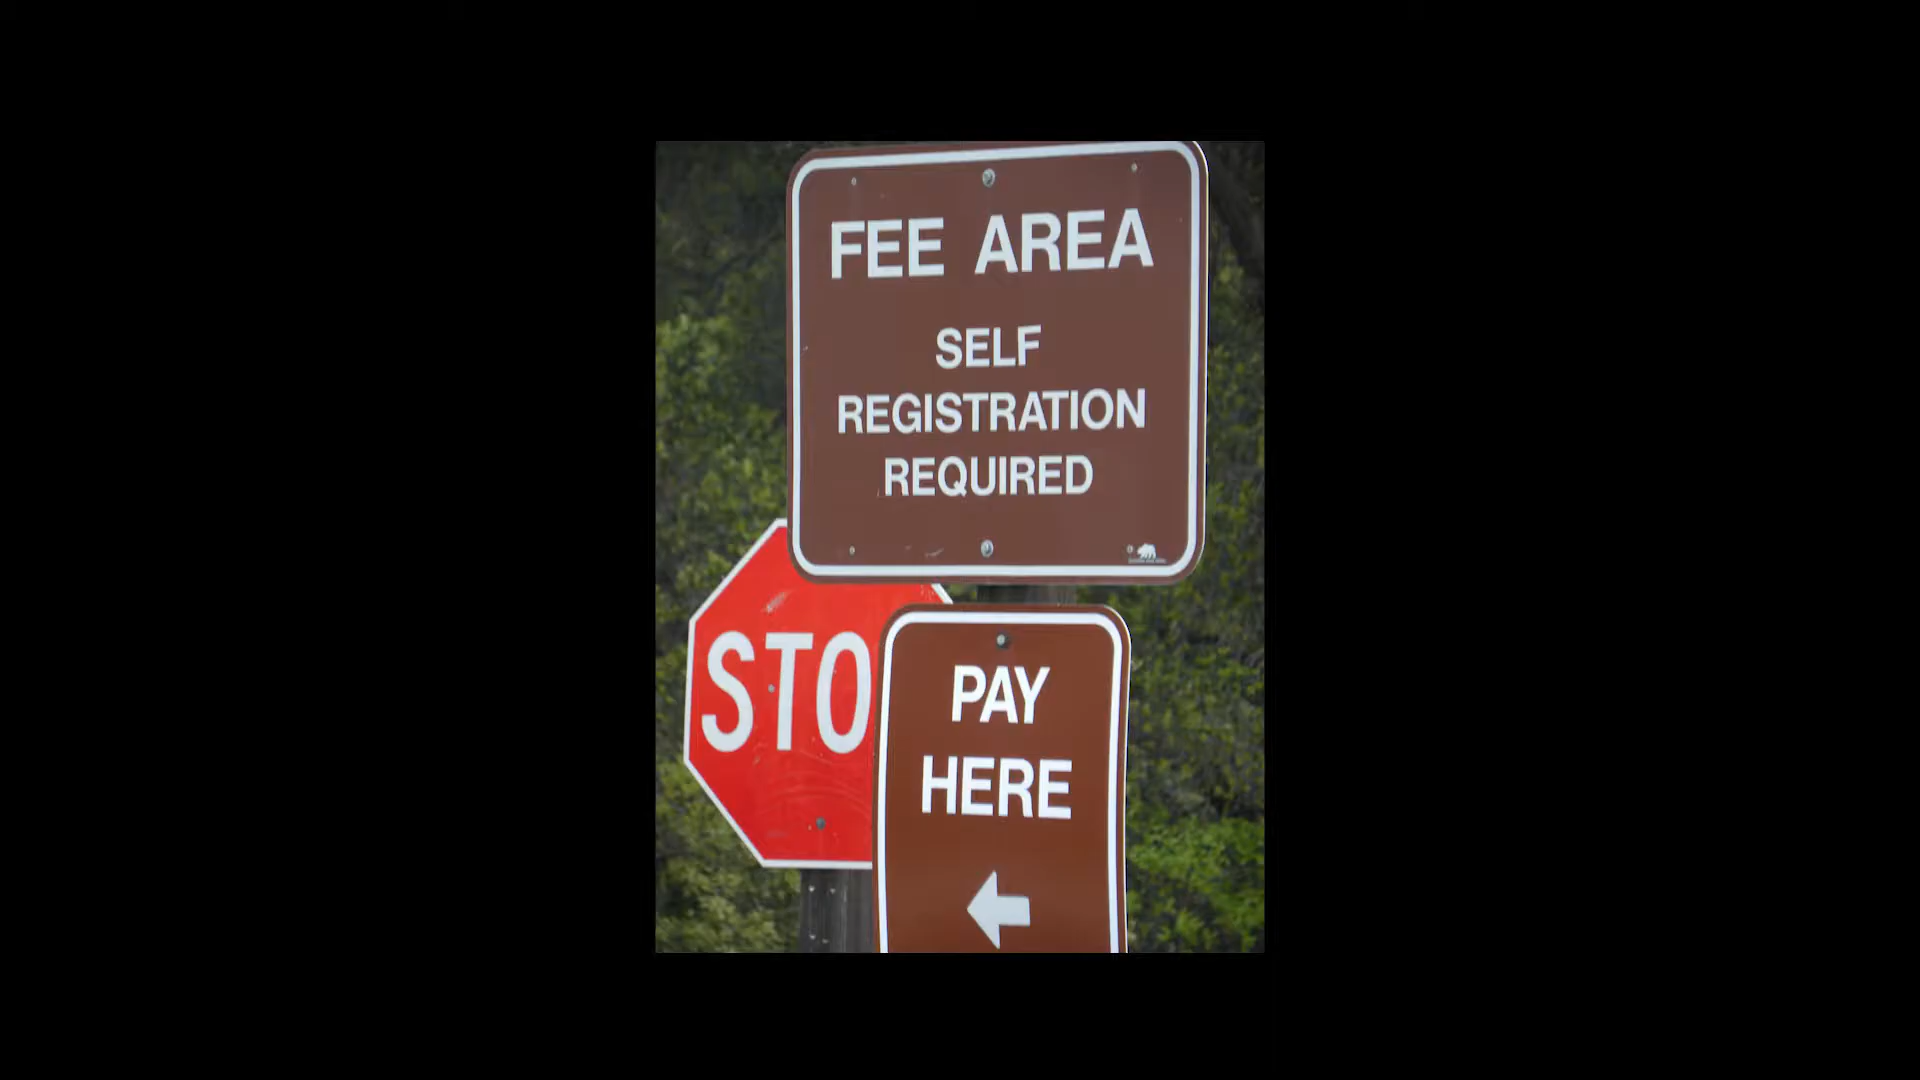 FEE AREA
SELF
REGISTRATION
REQUIRED
STO
PAY
HERE